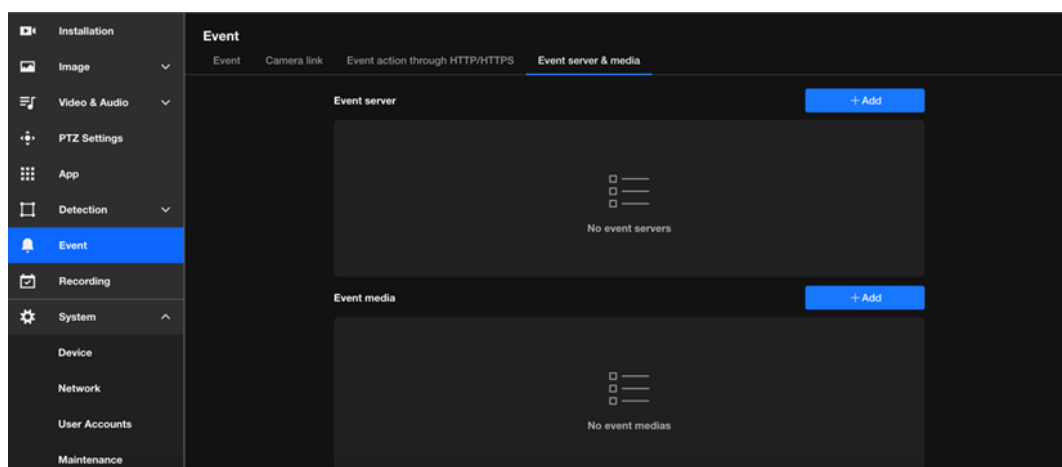 Installation
Image
Video & Audio
PTZ Settings
App
Detection
Event
Recording
System
Device
Network
User Accounts
Maintenance
Event
Event Camera link Event action through HTTP/HTTPS Event server & media
Event server + Add
No event servers
Event media + Add
No event medias